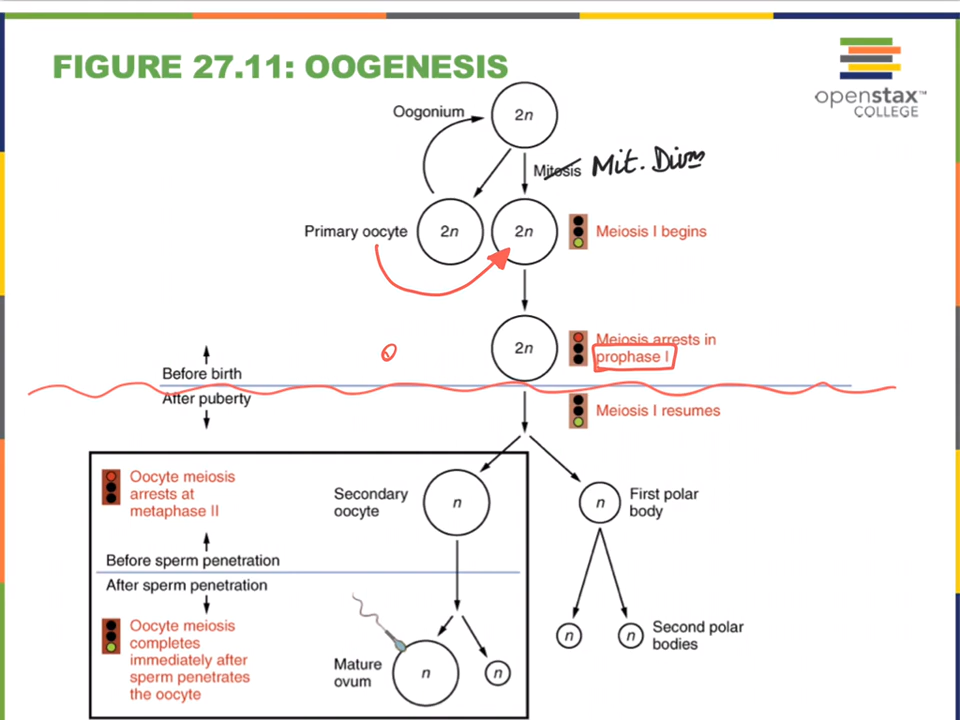 FIGURE 27.11: OOGENESIS
openstax™
COLLEGE
Oogonium
2n
Mitosis
Mit. Divn
Primary oocyte
2n
2n
Meiosis I begins
2n
Meiosis arrests in
prophase I
Before birth
After puberty
Meiosis I resumes
Oocyte meiosis
arrests at
metaphase II
Secondary
oocyte
n
n
First polar
body
Before sperm penetration
After sperm penetration
Oocyte meiosis
completes
immediately after
sperm penetrates
the oocyte
Mature
ovum
n
n
n
n
Second polar
bodies